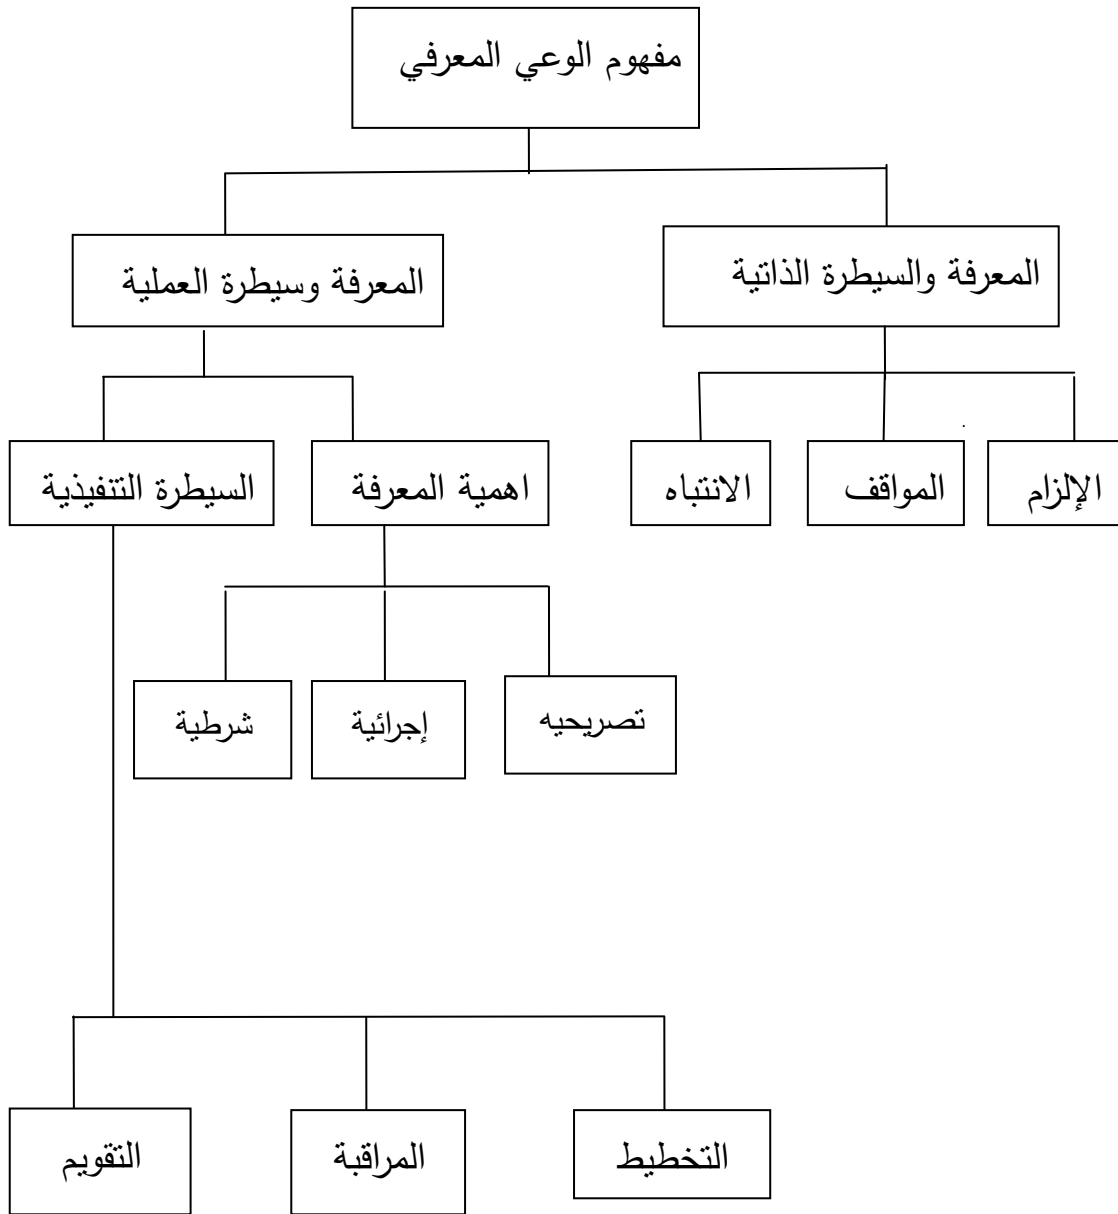 مفهوم الوعي المعرفي
المعرفة والسيطرة الذاتية
المعرفة وسيطرة العملية
الإلزام
المواقف
الانتباه
اهمية المعرفة
السيطرة التنفيذية
تصريحيه
إجرائية
شرطية
التخطيط
المراقبة
التقويم